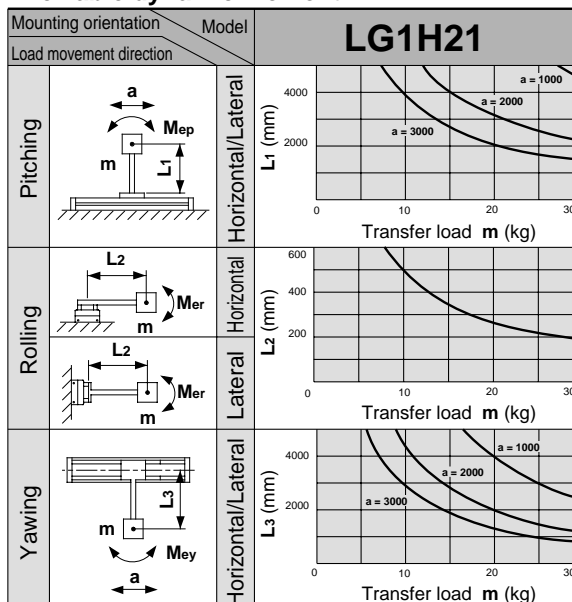 Mounting orientation
Model
Load movement direction
LG1H21
Pitching
a
Mep
m
L1
Horizontal/Lateral
L1 (mm)
4000
2000
a = 1000
a = 2000
a = 3000
0
10
20
30
Transfer load m (kg)
Rolling
L2
Mer
m
Horizontal
L2
Mer
m
Lateral
L2 (mm)
600
400
200
0
10
20
30
Transfer load m (kg)
Yawing
L3
m
Mey
a
Horizontal/Lateral
L3 (mm)
4000
2000
a = 1000
a = 2000
a = 3000
0
10
20
30
Transfer load m (kg)